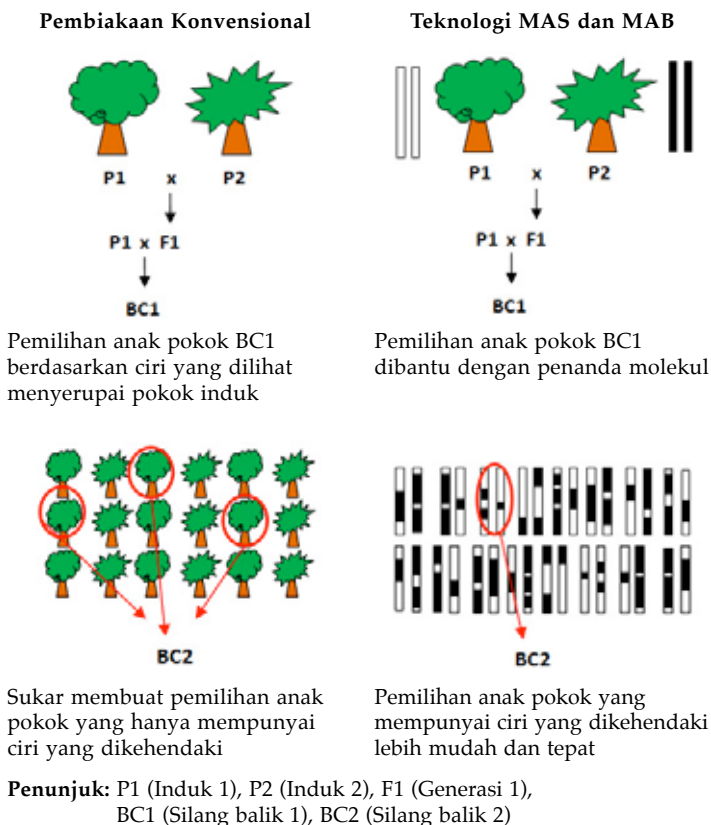 Pembiakaan Konvensional
P1 x P2
P1 x F1
BC1
Pemilihan anak pokok BC1
berdasarkan ciri yang dilihat
menyerupai pokok induk
BC2
Sukar membuat pemilihan anak
pokok yang hanya mempunyai
ciri yang dikehendaki
Teknologi MAS dan MAB
P1 x P2
P1 x F1
BC1
Pemilihan anak pokok BC1
dibantu dengan penanda molekul
BC2
Pemilihan anak pokok yang
mempunyai ciri yang dikehendaki
lebih mudah dan tepat
Penunjuk: P1 (Induk 1), P2 (Induk 2), F1 (Generasi 1),
BC1 (Silang balik 1), BC2 (Silang balik 2)